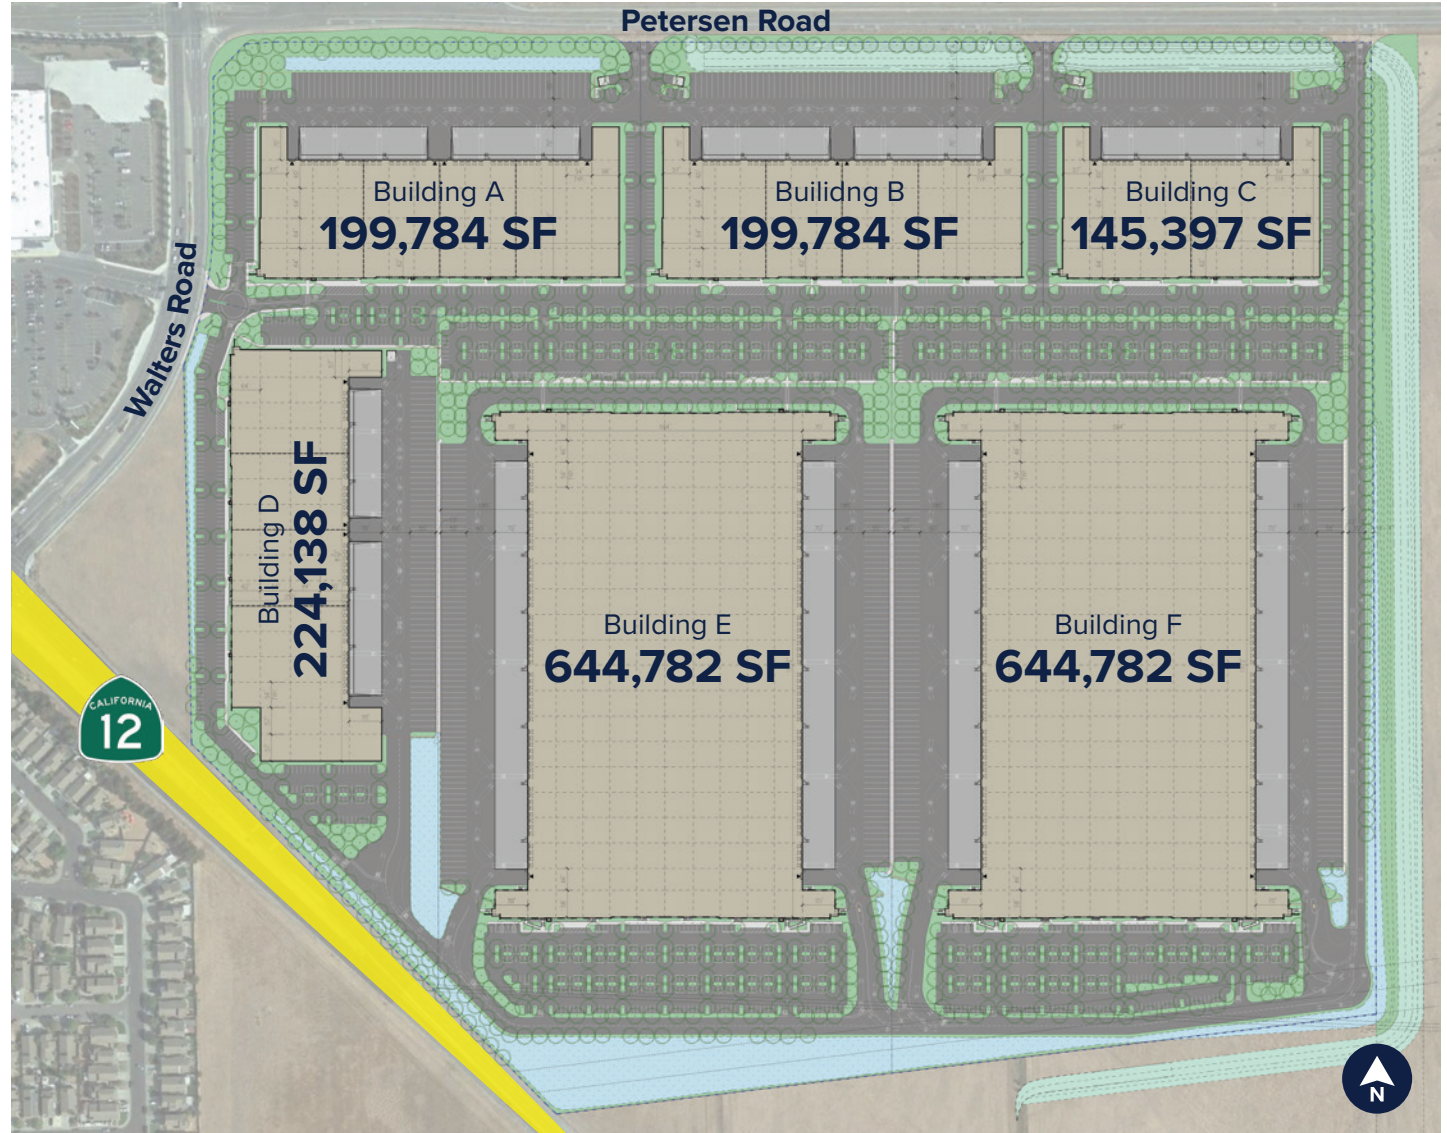 Petersen Road
Building A
199,784 SF
Builidng B
199,784 SF
Building C
145,397 SF
Walters Road
Building D
224,138 SF
Building E
644,782 SF
Building F
644,782 SF
CALIFORNIA
12
N